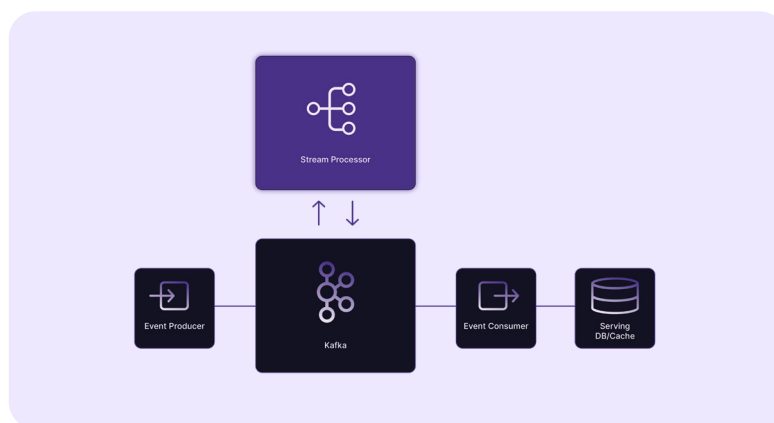 Stream Processor
Event Producer
Kafka
Event Consumer
Serving
DB/Cache